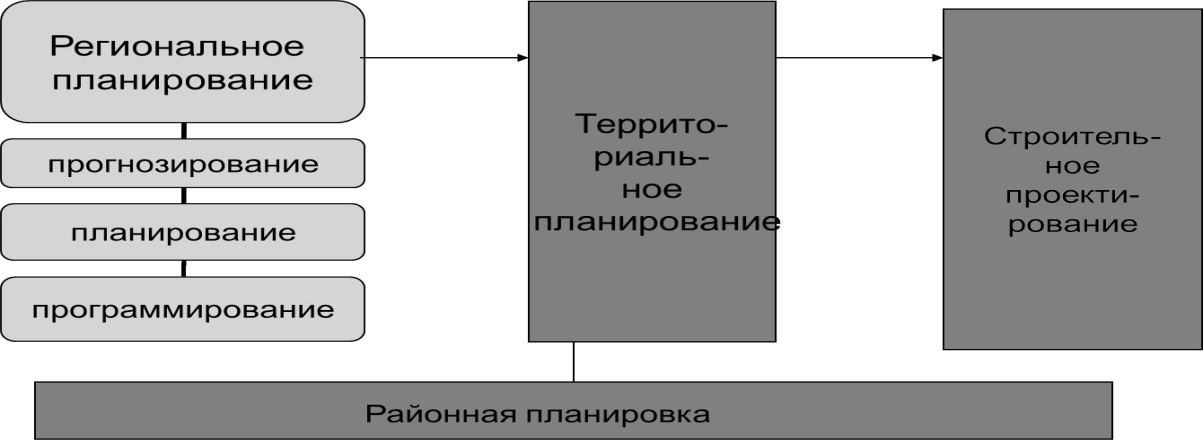 Региональное
планирование
прогнозирование
планирование
программирование
Террито-
риаль-
ное
планирование
Строитель-
ное
проекти-
рование
Районная планировка